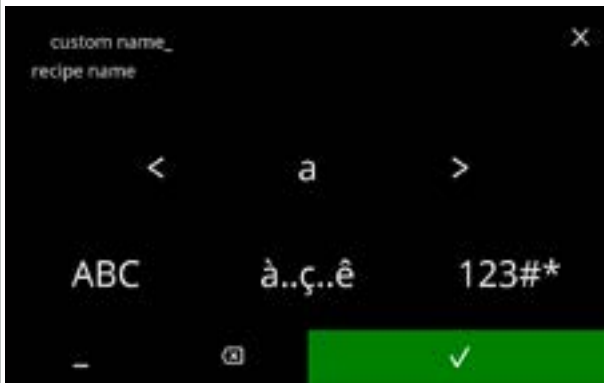 custom name_
recipe name
< a >
ABC à..ç..ê 123#*
_